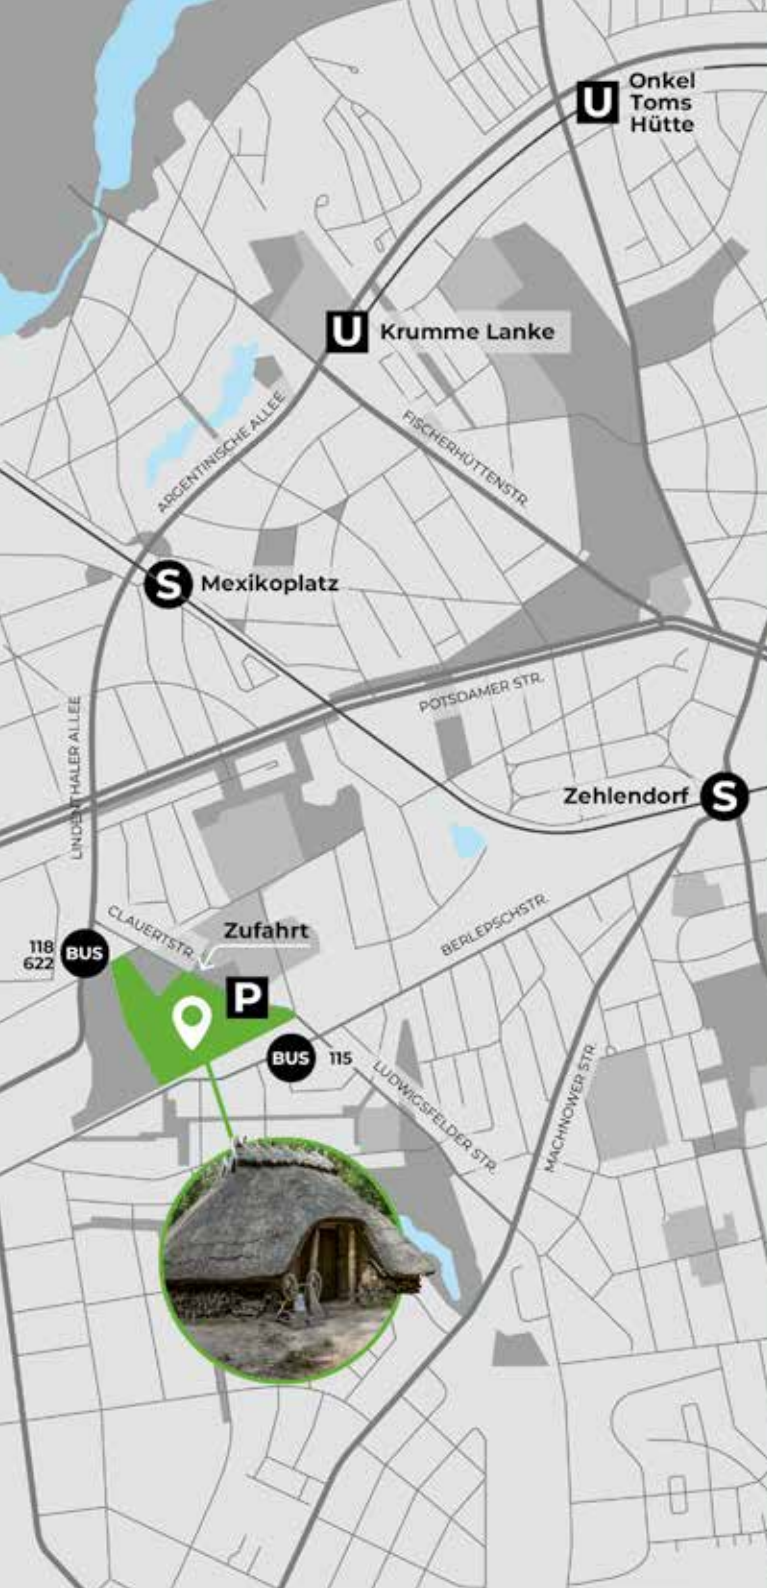 U
Onkel
Toms
Hütte
U
Krumme Lanke
ARGENTINISCHE ALLEE
FISCHERHÜTTENSTR.
S
Mexikoplatz
POTSDAMER STR.
LINDENTHALER ALLEE
Zehlendorf
S
CLAUERTSTR.
Zufahrt
BERLEPSCHSTR.
118
622
BUS
P
BUS
115
LUDWIGSFELDER STR.
MACHNOWER STR.